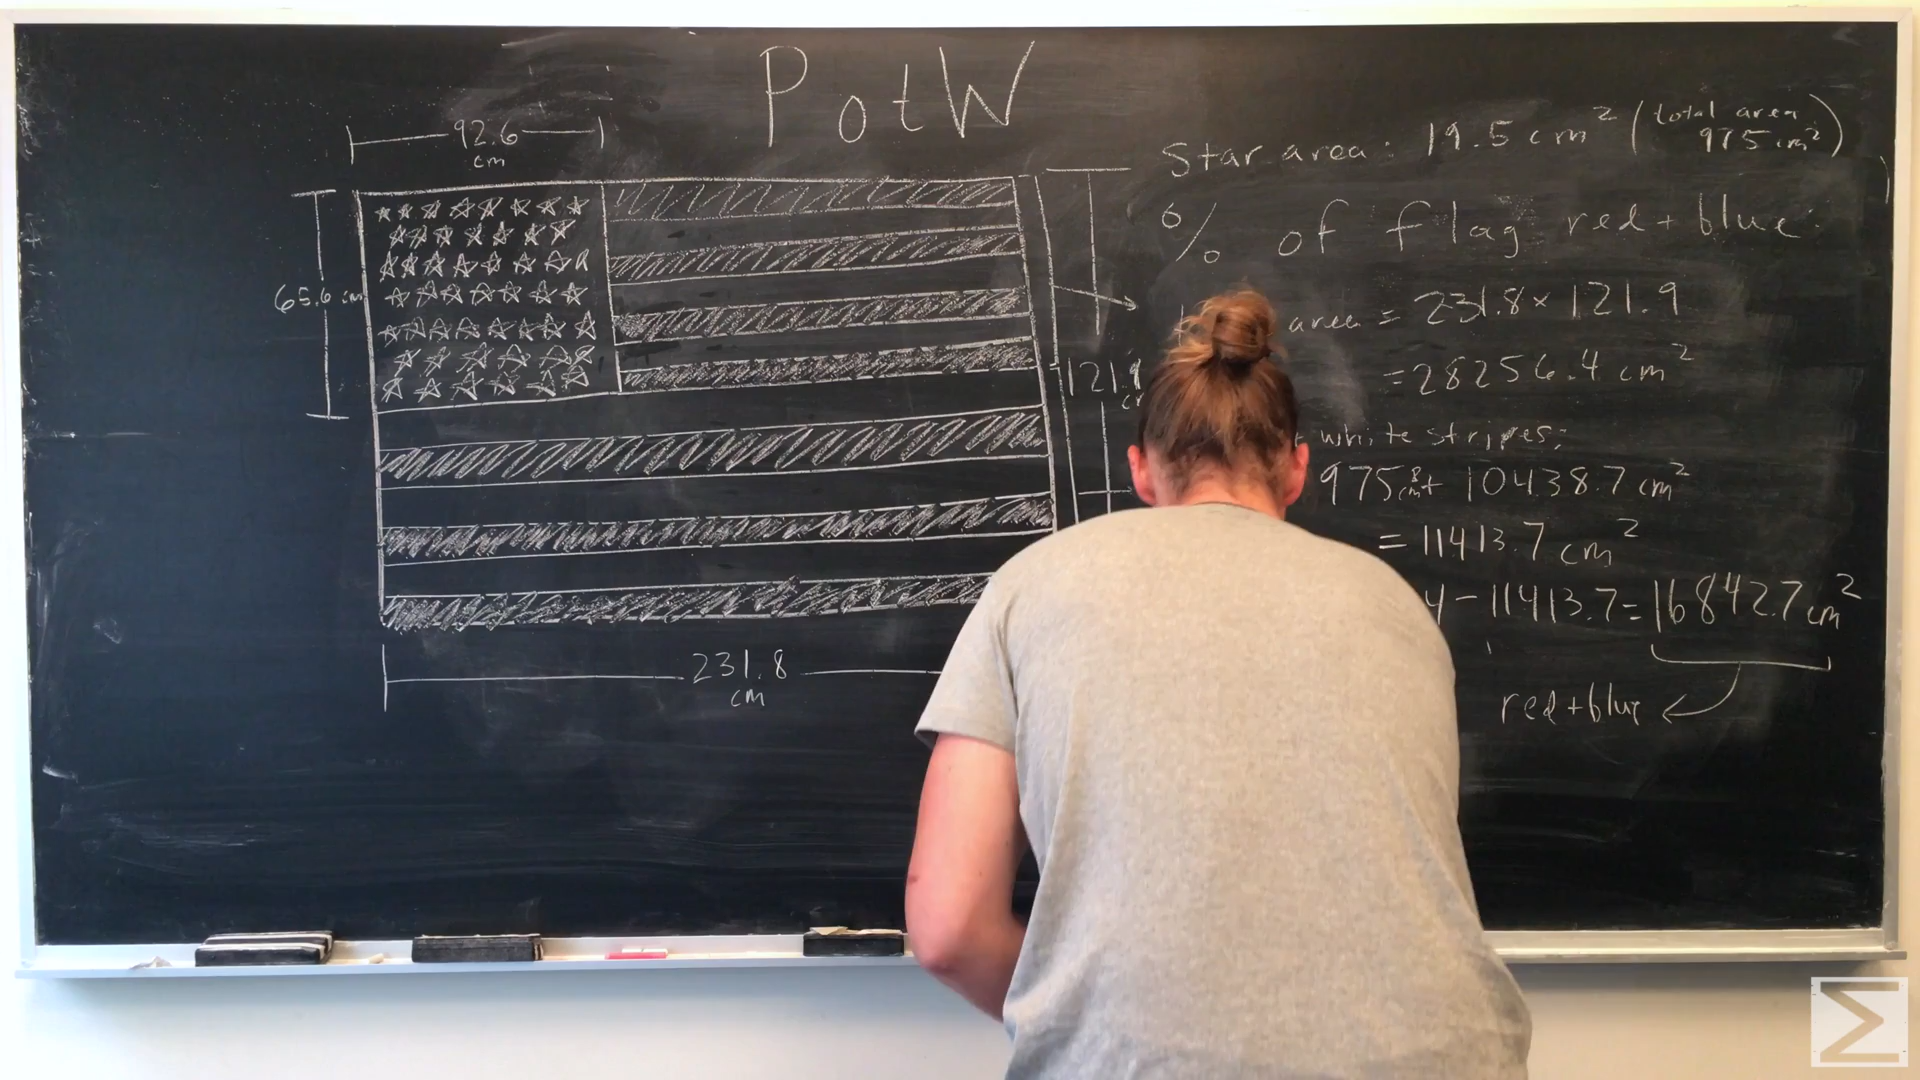 PotW
92.6
cm
65.6 cm
121.9
231.8
cm
Star area: 19.5 cm² (total area 975 cm²)
% of flag red + blue:
area = 231.8 × 121.9
= 28256.4 cm²
white stripes:
975 cm² + 10438.7 cm²
= 11413.7 cm²
4 - 11413.7 = 16842.7 cm²
red + blue
Σ